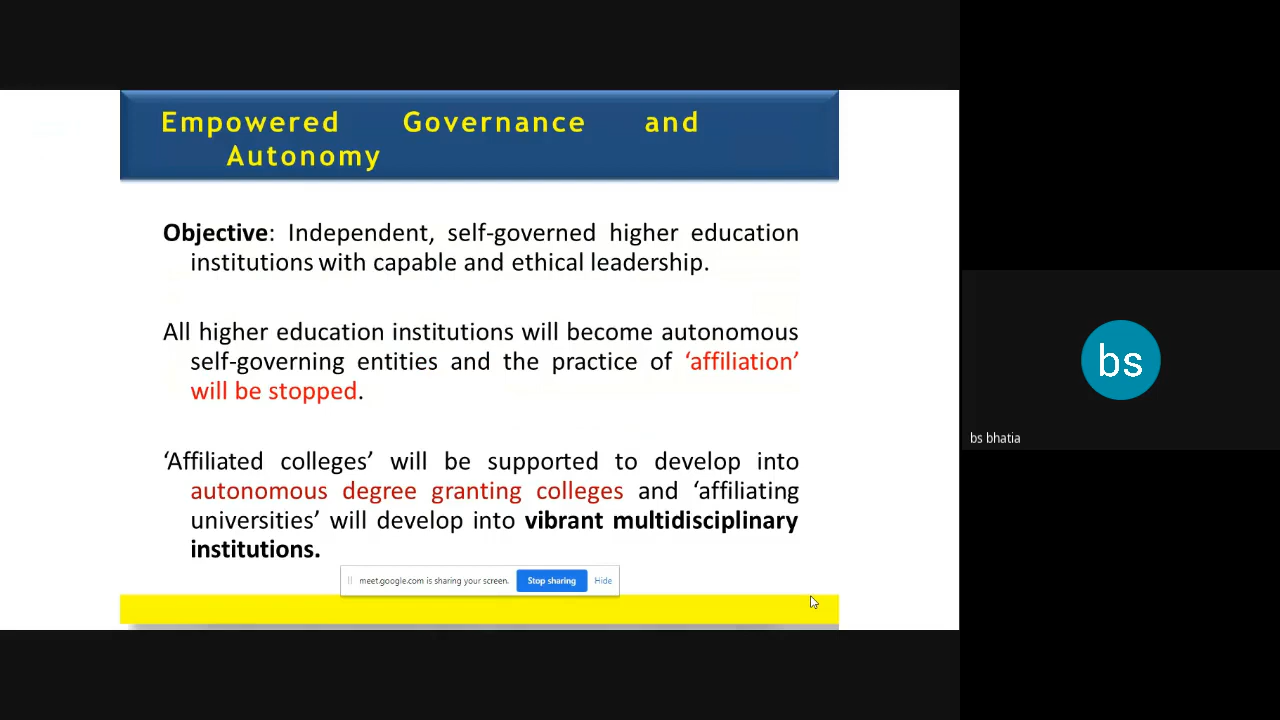 Empowered Governance and
Autonomy
Objective: Independent, self-governed higher education
institutions with capable and ethical leadership.
All higher education institutions will become autonomous
self-governing entities and the practice of ‘affiliation’
will be stopped.
‘Affiliated colleges’ will be supported to develop into
autonomous degree granting colleges and ‘affiliating
universities’ will develop into vibrant multidisciplinary
institutions.
meet.google.com is sharing your screen. Stop sharing Hide
bs
bs bhatia